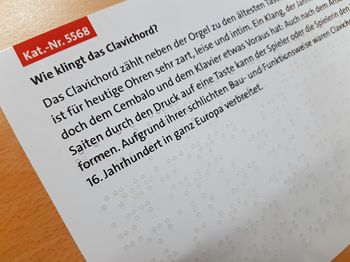 Kat.-Nr. 5568
Wie klingt das Clavichord?
Das Clavichord zählt neben der Orgel zu den ältesten
ist für heutige Ohren sehr zart, leise und intim. Ein Klang, der
doch dem Cembalo und dem Klavier etwas Voraus hat. Auch nach dem
Saiten durch den Druck auf eine Taste kann der Spieler oder die Spielerin den
formen. Aufgrund ihrer schlichten Bau- und Funktionsweise waren
16. Jahrhundert in ganz Europa verbreitet.